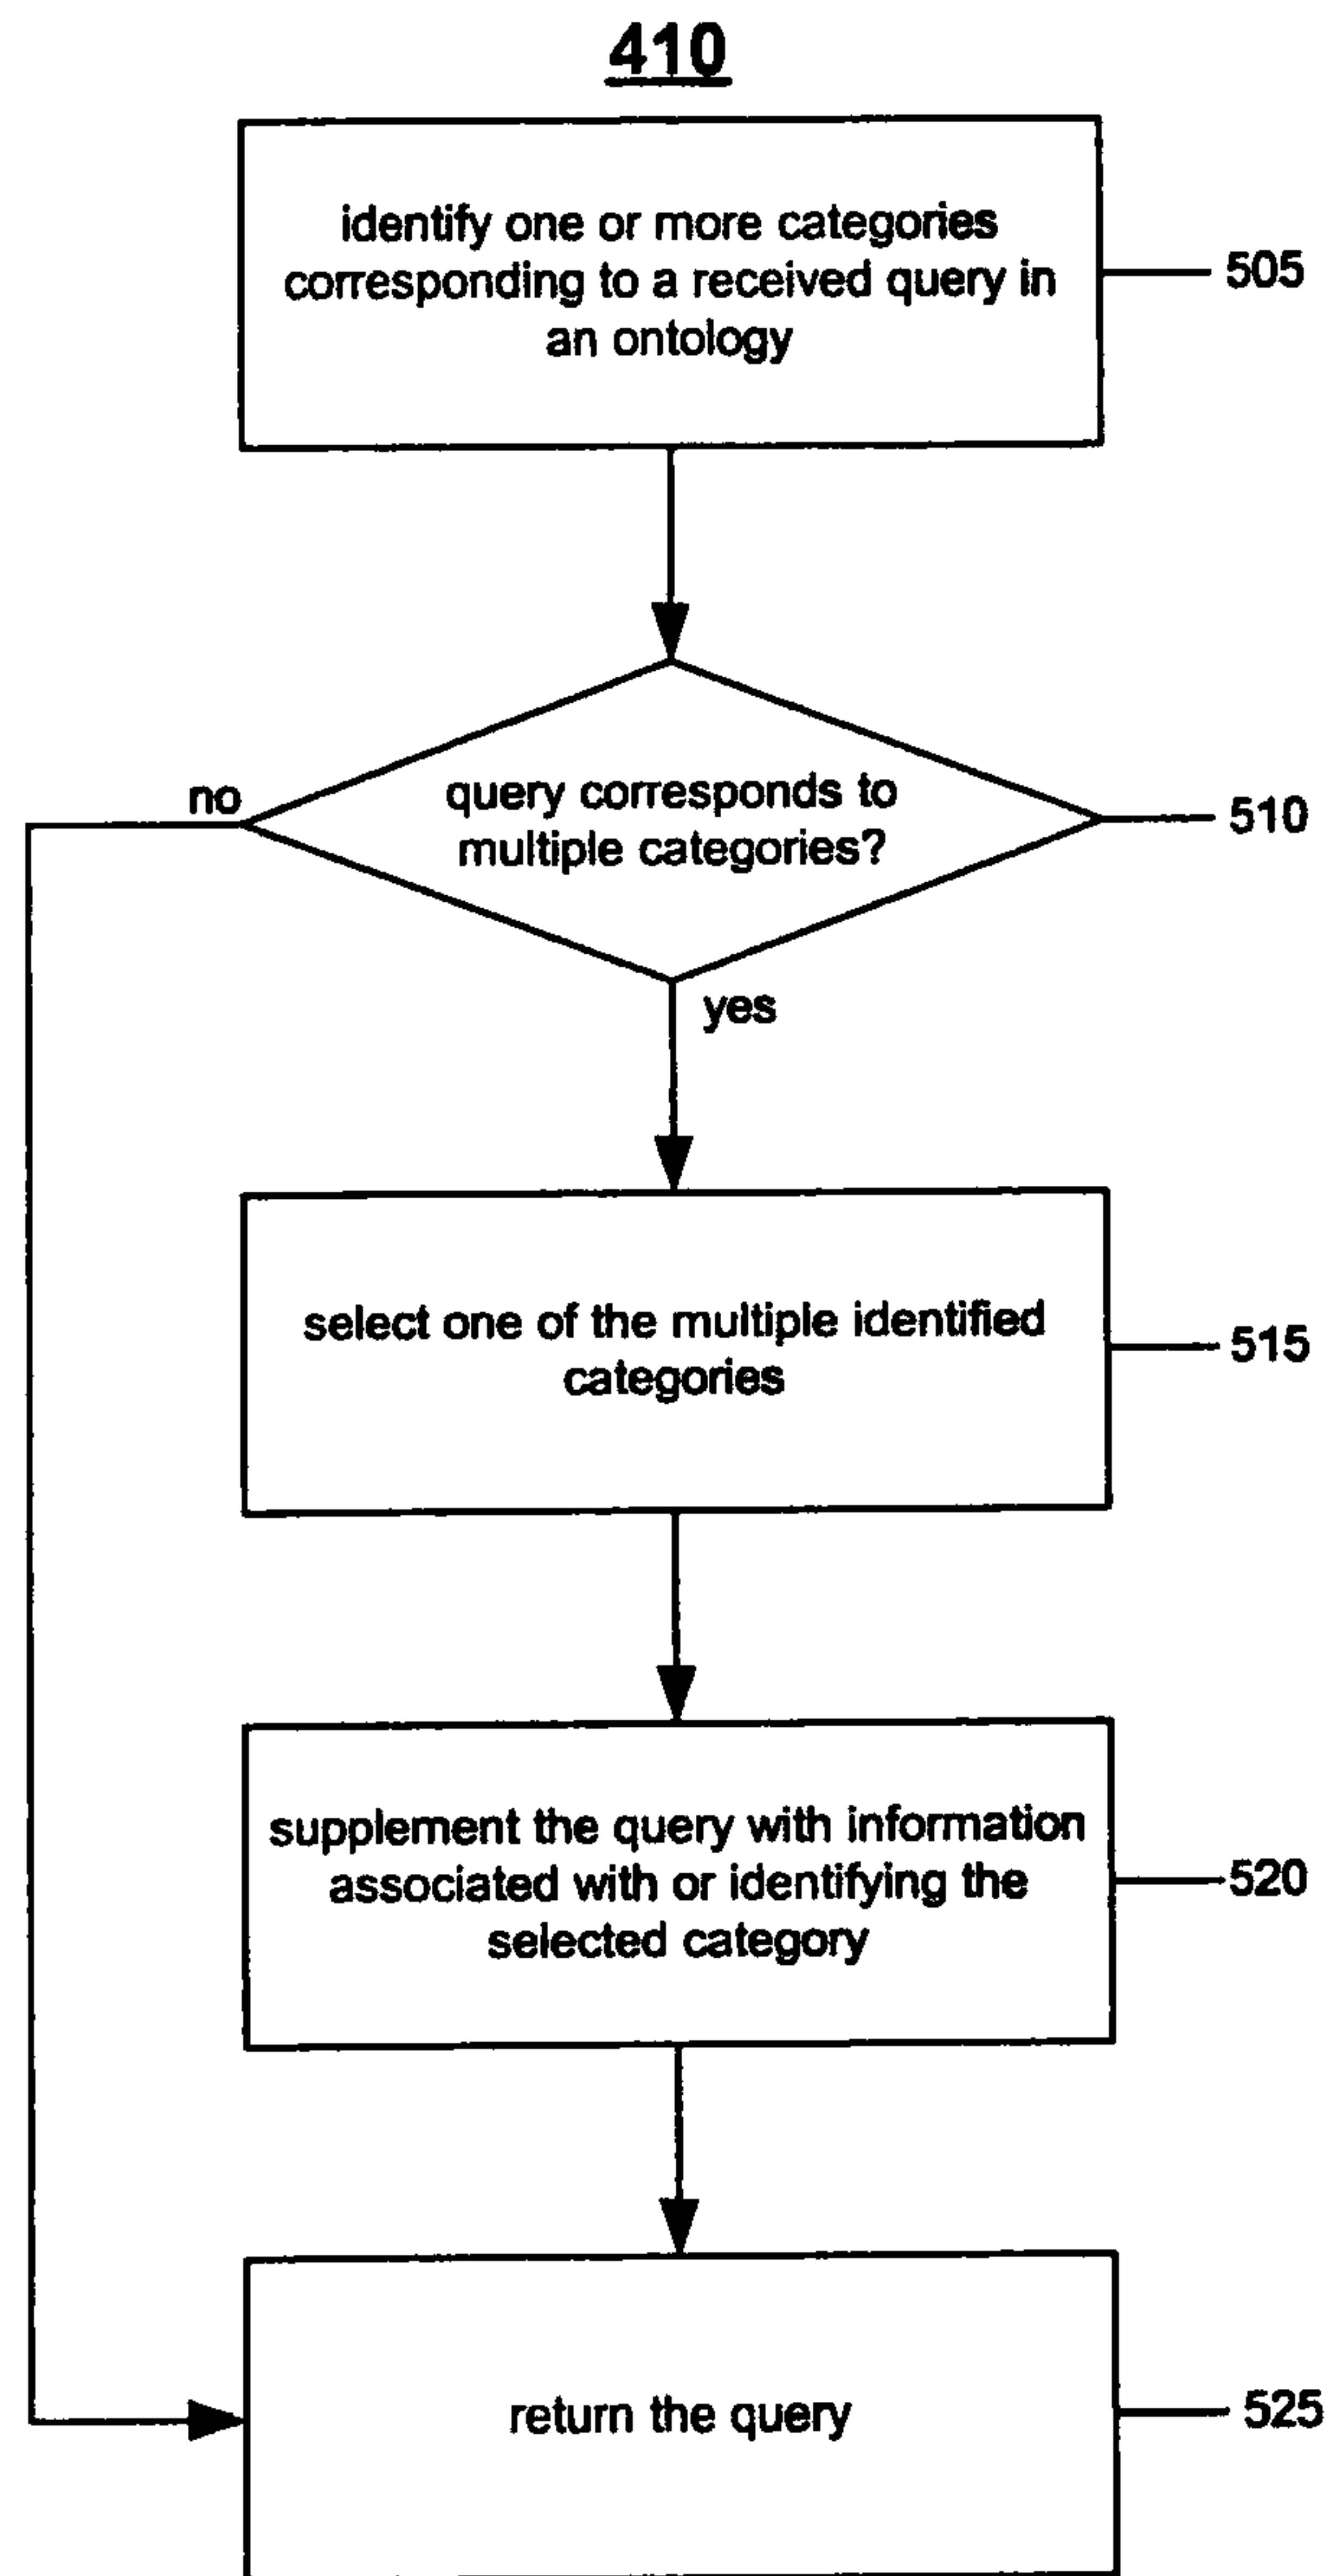 410
identify one or more categories
corresponding to a received query in
an ontology
505
no
query corresponds to
multiple categories?
510
yes
select one of the multiple identified
categories
515
supplement the query with information
associated with or identifying the
selected category
520
return the query
525